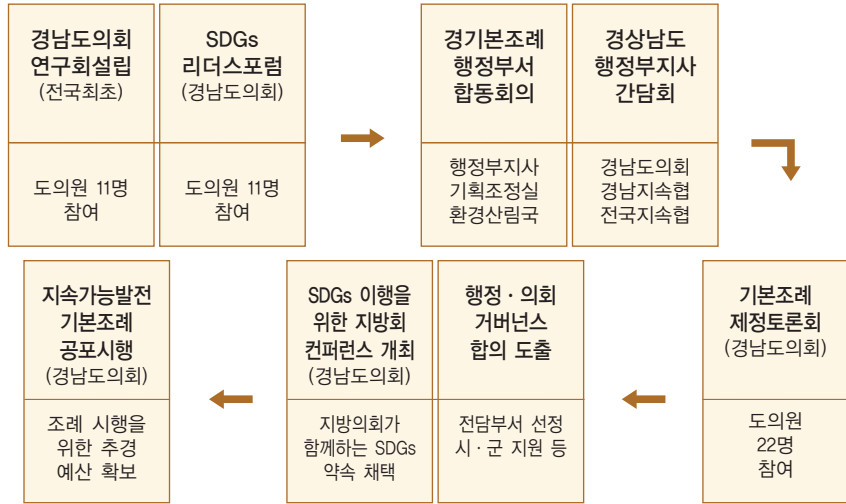 경남도의회
연구회설립
(전국최초)
도의원 11명
참여
SDGs
리더스포럼
(경남도의회)
도의원 11명
참여
경기본조례
행정부서
합동회의
행정부지사
기획조정실
환경산림국
경상남도
행정부지사
간담회
경남도의회
경남지속협
전국지속협
기본조례
제정토론회
(경남도의회)
도의원
22명
참여
행정 · 의회
거버넌스
합의 도출
전담부서 선정
시 · 군 지원 등
SDGs 이행을
위한 지방회
컨퍼런스 개최
(경남도의회)
지방의회가
함께하는 SDGs
약속 채택
지속가능발전
기본조례
공포시행
(경남도의회)
조례 시행을
위한 추경
예산 확보